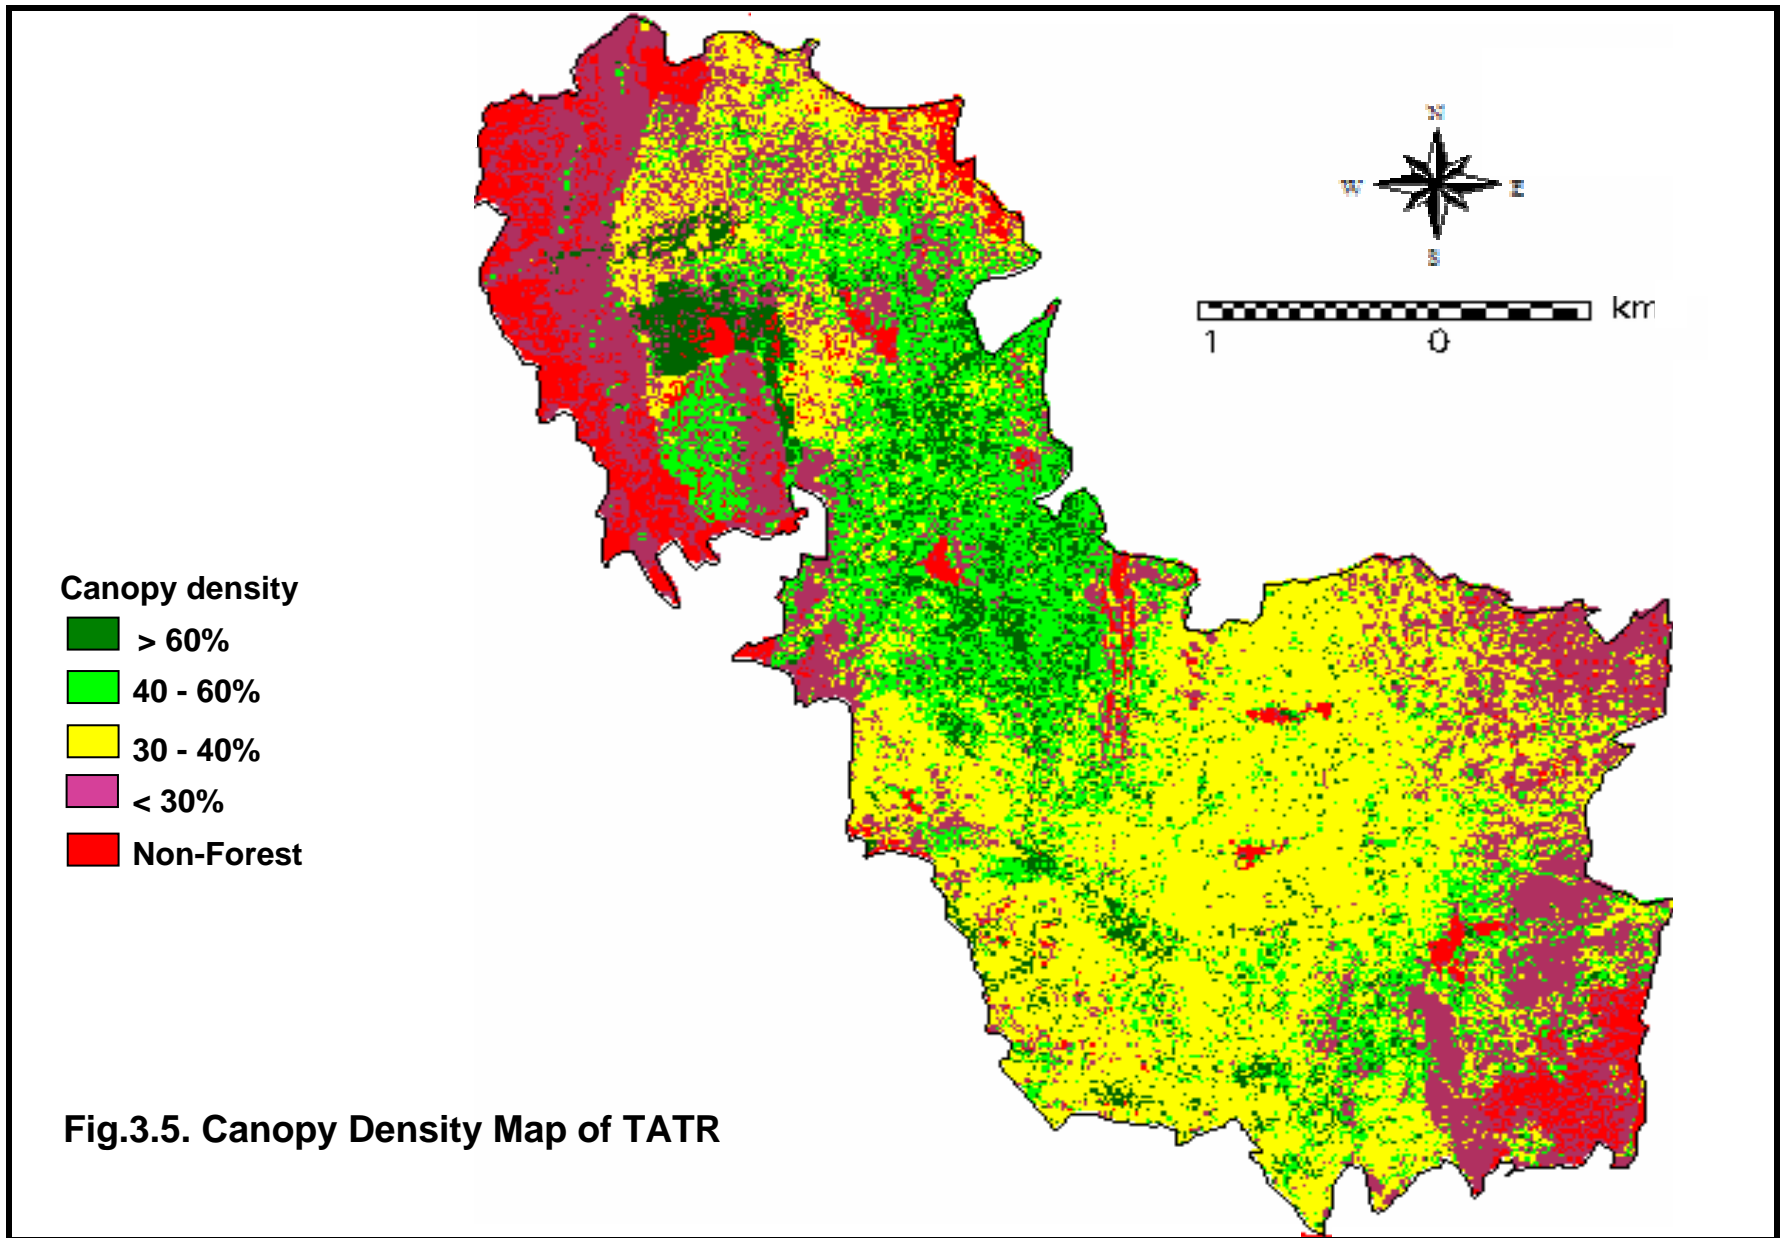 N
W E
S
km
1 0
Canopy density
> 60%
40 - 60%
30 - 40%
< 30%
Non-Forest
Fig.3.5. Canopy Density Map of TATR